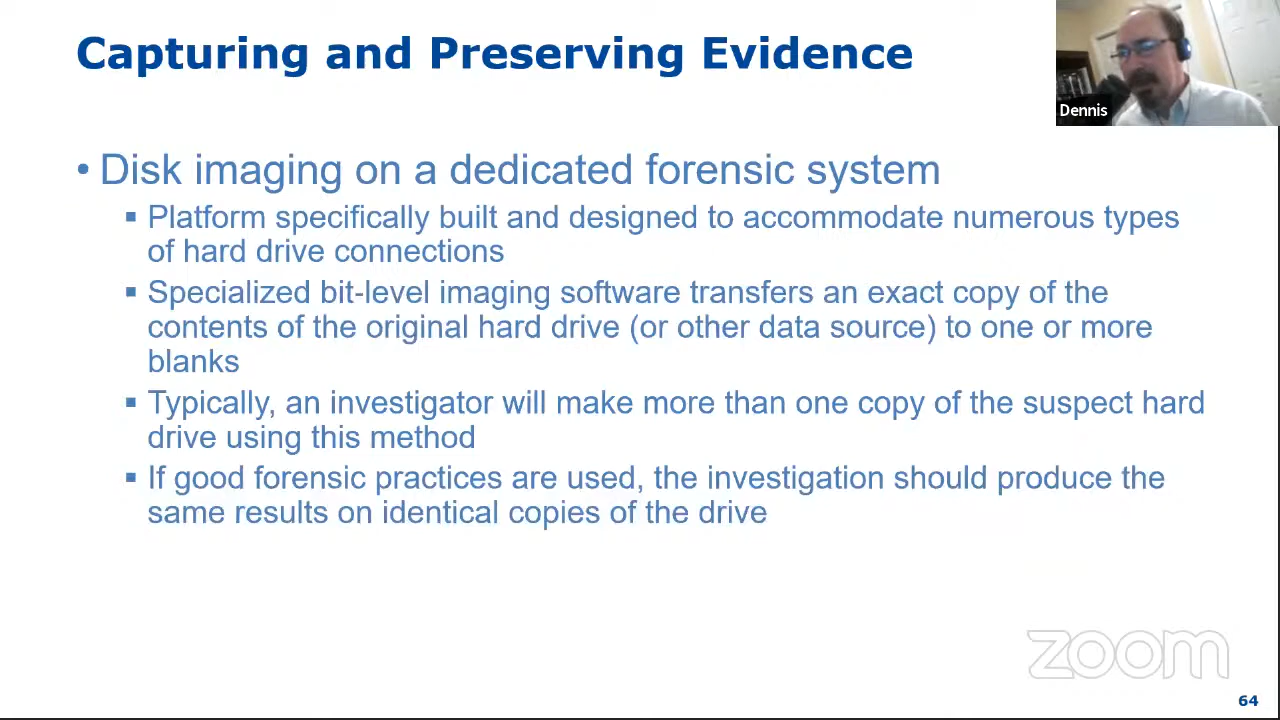 Capturing and Preserving Evidence
Dennis
• Disk imaging on a dedicated forensic system
▪ Platform specifically built and designed to accommodate numerous types
of hard drive connections
▪ Specialized bit-level imaging software transfers an exact copy of the
contents of the original hard drive (or other data source) to one or more
blanks
▪ Typically, an investigator will make more than one copy of the suspect hard
drive using this method
▪ If good forensic practices are used, the investigation should produce the
same results on identical copies of the drive
zoom
64